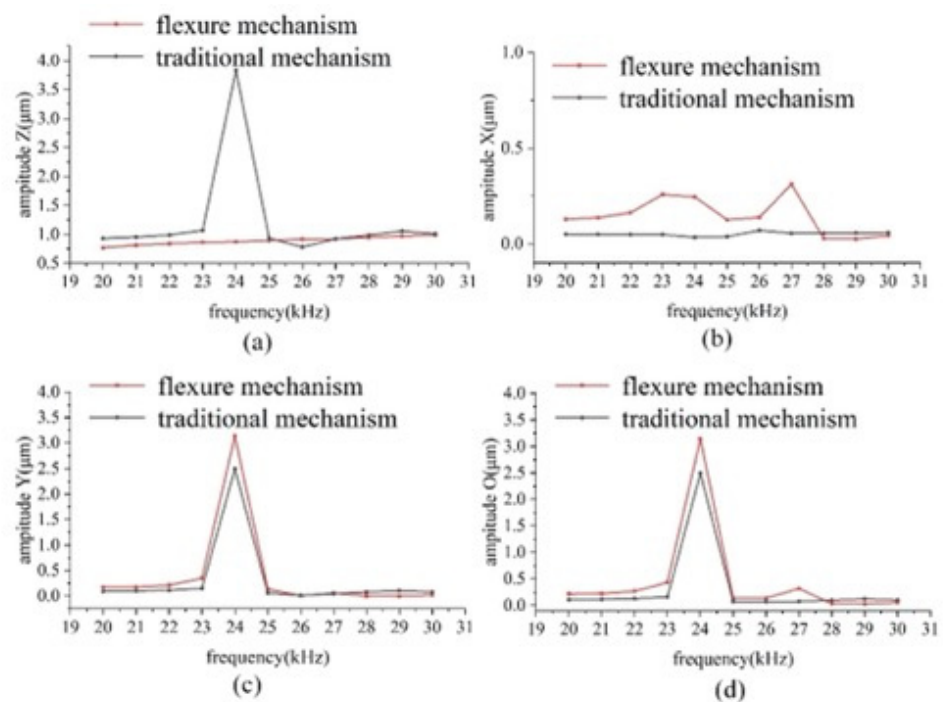 flexure mechanism
traditional mechanism
4.0
3.5
3.0
2.5
2.0
1.5
1.0
0.5
ampitude Z(μm)
19 20 21 22 23 24 25 26 27 28 29 30 31
frequency(kHz)
(a)
flexure mechanism
traditional mechanism
1.0
0.5
0.0
ampitude X(μm)
19 20 21 22 23 24 25 26 27 28 29 30 31
frequency(kHz)
(b)
flexure mechanism
traditional mechanism
4.0
3.5
3.0
2.5
2.0
1.5
1.0
0.5
0.0
ampitude Y(μm)
19 20 21 22 23 24 25 26 27 28 29 30 31
frequency(kHz)
(c)
flexure mechanism
traditional mechanism
4.0
3.5
3.0
2.5
2.0
1.5
1.0
0.5
0.0
ampitude O(μm)
19 20 21 22 23 24 25 26 27 28 29 30 31
frequency(kHz)
(d)